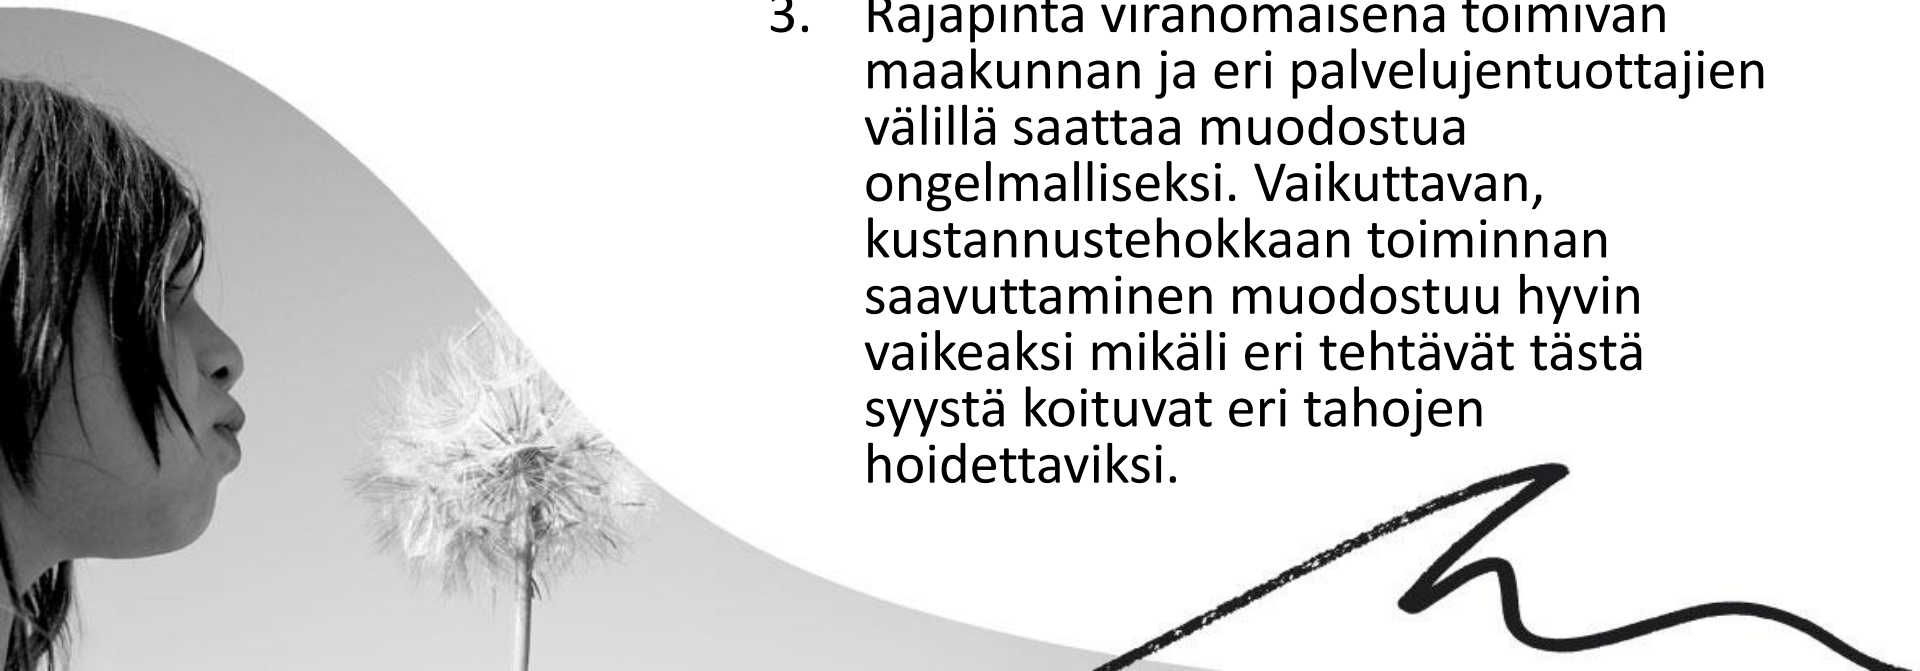 3. Rajapinta viranomaisena toimivan
maakunnan ja eri palvelujentuottajien
välillä saattaa muodostua
ongelmalliseksi. Vaikuttavan,
kustannustehokkaan toiminnan
saavuttaminen muodostuu hyvin
vaikeaksi mikäli eri tehtävät tästä
syystä koituvat eri tahojen
hoidettaviksi.